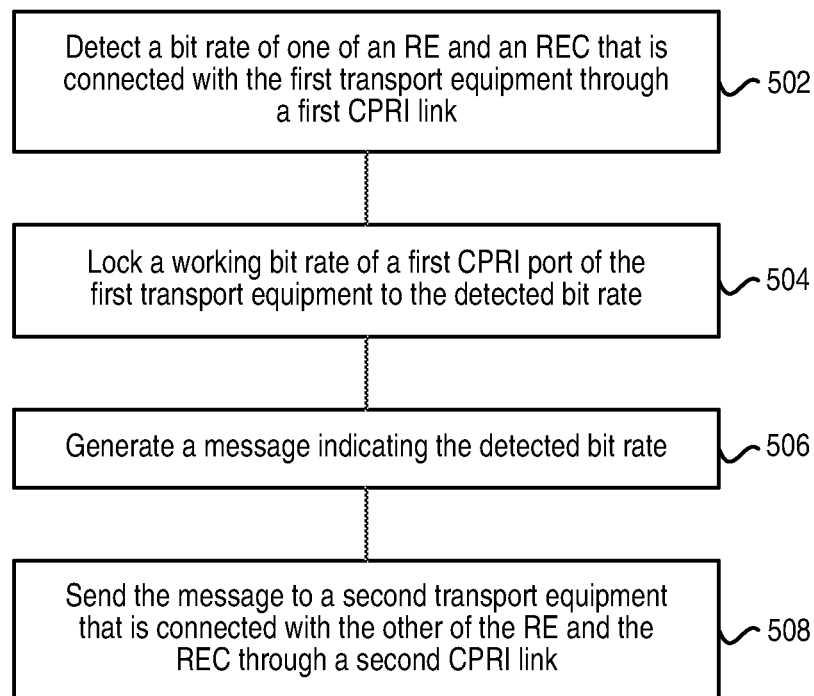 Detect a bit rate of one of an RE and an REC that is
connected with the first transport equipment through
a first CPRI link
502
Lock a working bit rate of a first CPRI port of the
first transport equipment to the detected bit rate
504
Generate a message indicating the detected bit rate
506
Send the message to a second transport equipment
that is connected with the other of the RE and the
REC through a second CPRI link
508